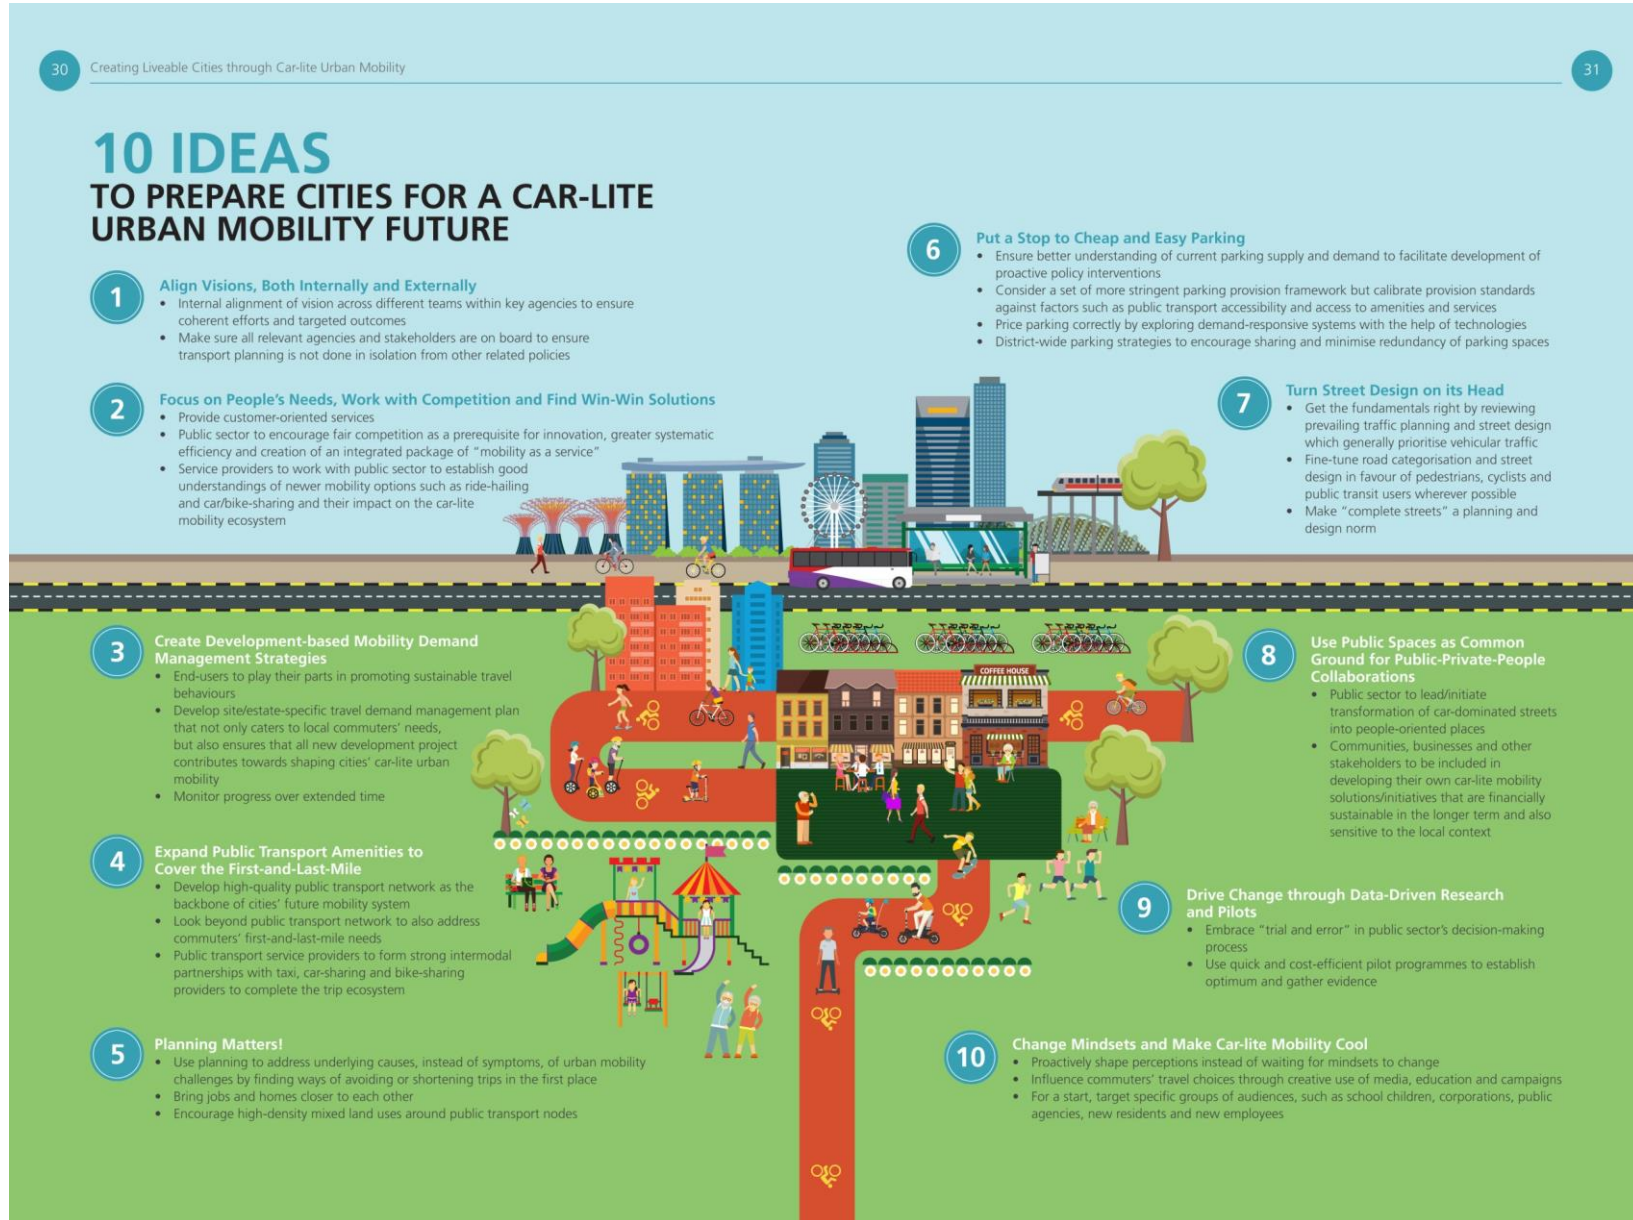 30
Creating Liveable Cities through Car-lite Urban Mobility
31
10 IDEAS
TO PREPARE CITIES FOR A CAR-LITE
URBAN MOBILITY FUTURE
1
Align Visions, Both Internally and Externally
• Internal alignment of vision across different teams within key agencies to ensure
coherent efforts and targeted outcomes
• Make sure all relevant agencies and stakeholders are on board to ensure
transport planning is not done in isolation from other related policies
2
Focus on People's Needs, Work with Competition and Find Win-Win Solutions
• Provide customer-oriented services
• Public sector to encourage fair competition as a prerequisite for innovation, greater systematic
efficiency and creation of an integrated package of "mobility as a service"
• Service providers to work with public sector to establish good
understandings of newer mobility options such as ride-hailing
and car/bike-sharing and their impact on the car-lite
mobility ecosystem
3
Create Development-based Mobility Demand
Management Strategies
• End-users to play their parts in promoting sustainable travel
behaviours
• Develop site/estate-specific travel demand management plan
that not only caters to local commuters' needs,
but also ensures that all new development project
contributes towards shaping cities' car-lite urban
mobility
• Monitor progress over extended time
4
Expand Public Transport Amenities to
Cover the First-and-Last-Mile
• Develop high-quality public transport network as the
backbone of cities' future mobility system
• Look beyond public transport network to also address
commuters' first-and-last-mile needs
• Public transport service providers to form strong intermodal
partnerships with taxi, car-sharing and bike-sharing
providers to complete the trip ecosystem
5
Planning Matters!
• Use planning to address underlying causes, instead of symptoms, of urban mobility
challenges by finding ways of avoiding or shortening trips in the first place
• Bring jobs and homes closer to each other
• Encourage high-density mixed land uses around public transport nodes
6
Put a Stop to Cheap and Easy Parking
• Ensure better understanding of current parking supply and demand to facilitate development of
proactive policy interventions
• Consider a set of more stringent parking provision framework but calibrate provision standards
against factors such as public transport accessibility and access to amenities and services
• Price parking correctly by exploring demand-responsive systems with the help of technologies
• District-wide parking strategies to encourage sharing and minimise redundancy of parking spaces
7
Turn Street Design on its Head
• Get the fundamentals right by reviewing
prevailing traffic planning and street design
which generally prioritise vehicular traffic
• Fine-tune road categorisation and street
design in favour of pedestrians, cyclists and
public transit users wherever possible
• Make "complete streets" a planning and
design norm
COFFEE HOUSE
8
Use Public Spaces as Common
Ground for Public-Private-People
Collaborations
• Public sector to lead/initiate
transformation of car-dominated streets
into people-oriented places
• Communities, businesses and other
stakeholders to be included in
developing their own car-lite mobility
solutions/initiatives that are financially
sustainable in the longer term and also
sensitive to the local context
9
Drive Change through Data-Driven Research
and Pilots
• Embrace "trial and error" in public sector's decision-making
process
• Use quick and cost-efficient pilot programmes to establish
optimum and gather evidence
10
Change Mindsets and Make Car-lite Mobility Cool
• Proactively shape perceptions instead of waiting for mindsets to change
• Influence commuters' travel choices through creative use of media, education and campaigns
• For a start, target specific groups of audiences, such as school children, corporations, public
agencies, new residents and new employees